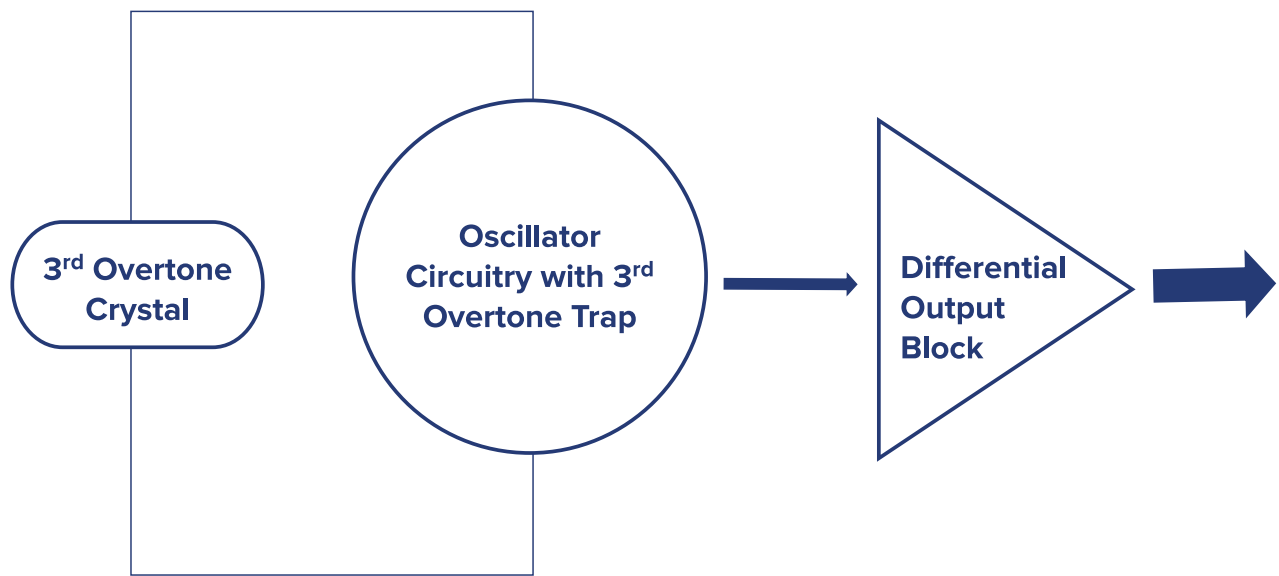 3rd Overtone
Crystal
Oscillator
Circuitry with 3rd
Overtone Trap
Differential
Output
Block